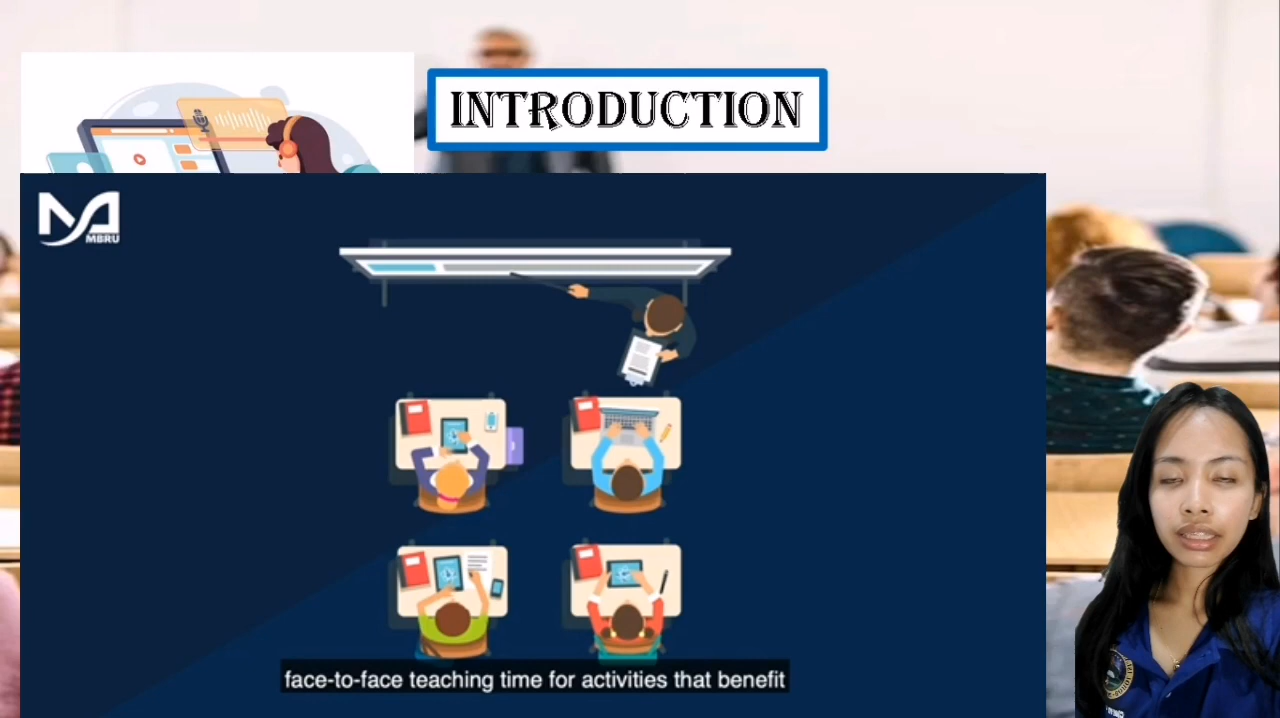 INTRODUCTION
MBRU
face-to-face teaching time for activities that benefit